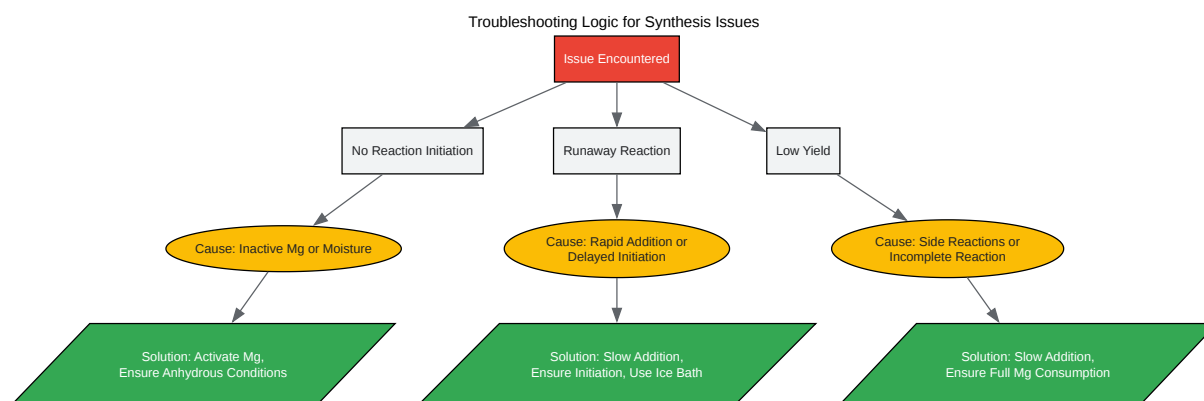 Troubleshooting Logic for Synthesis Issues
Issue Encountered
No Reaction Initiation
Runaway Reaction
Low Yield
Cause: Inactive Mg or Moisture
Cause: Rapid Addition or
Delayed Initiation
Cause: Side Reactions or
Incomplete Reaction
Solution: Activate Mg,
Ensure Anhydrous Conditions
Solution: Slow Addition,
Ensure Initiation, Use Ice Bath
Solution: Slow Addition,
Ensure Full Mg Consumption